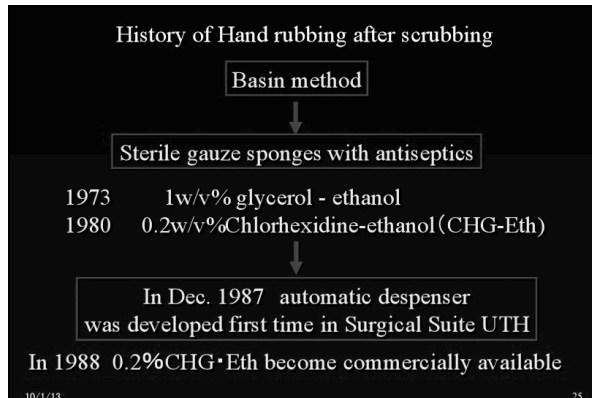 History of Hand rubbing after scrubbing
Basin method
Sterile gauze sponges with antiseptics
1973 1w/v% glycerol - ethanol
1980 0.2w/v%Chlorhexidine-ethanol(CHG-Eth)
In Dec. 1987 automatic despenser
was developed first time in Surgical Suite UTH
In 1988 0.2%CHG･Eth become commercially available
10/1/13 25